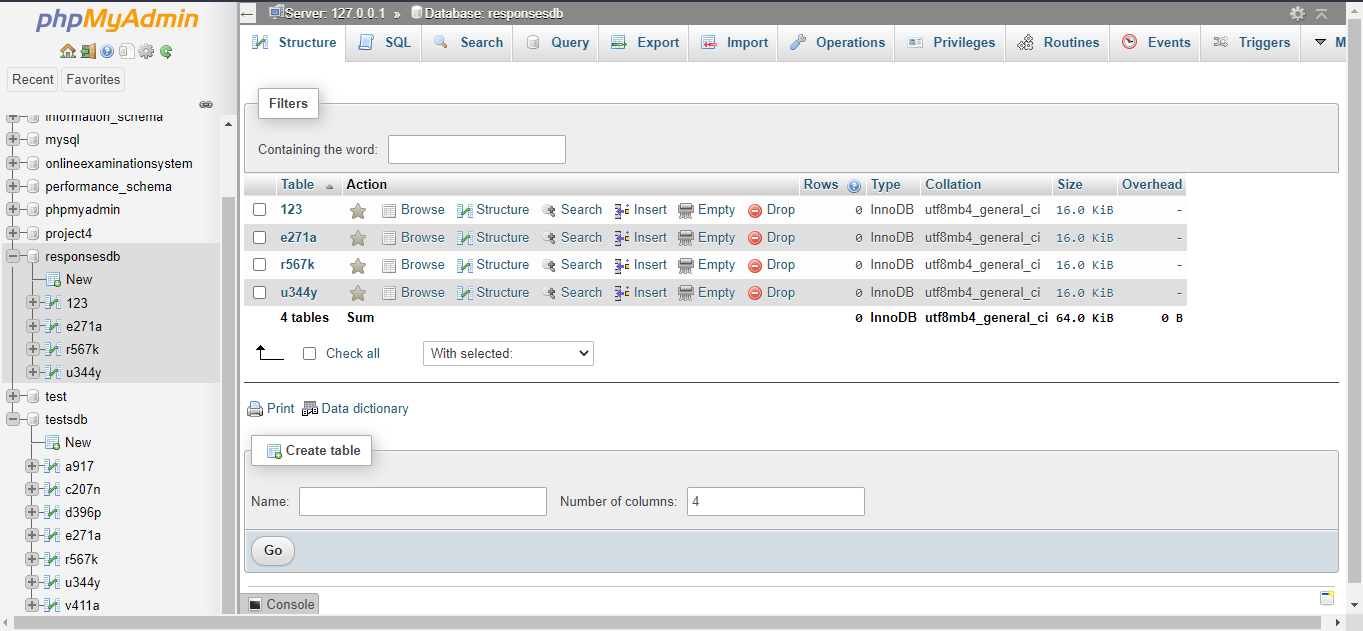 phpMyAdmin
Recent Favorites
information_schema
mysql
onlineexaminationsystem
performance_schema
phpmyadmin
project4
responsesdb
New
123
e271a
r567k
u344y
test
testsdb
New
a917
c207n
d396p
e271a
r567k
u344y
v411a
Server: 127.0.0.1 » Database: responsesdb
Structure SQL Search Query Export Import Operations Privileges Routines Events Triggers M
Filters
Containing the word:
Table Action Rows Type Collation Size Overhead
123 Browse Structure Search Insert Empty Drop 0 InnoDB utf8mb4_general_ci 16.0 KiB -
e271a Browse Structure Search Insert Empty Drop 0 InnoDB utf8mb4_general_ci 16.0 KiB -
r567k Browse Structure Search Insert Empty Drop 0 InnoDB utf8mb4_general_ci 16.0 KiB -
u344y Browse Structure Search Insert Empty Drop 0 InnoDB utf8mb4_general_ci 16.0 KiB -
4 tables Sum 0 InnoDB utf8mb4_general_ci 64.0 KiB 0 B
Check all With selected:
Print Data dictionary
Create table
Name: Number of columns: 4
Go
Console